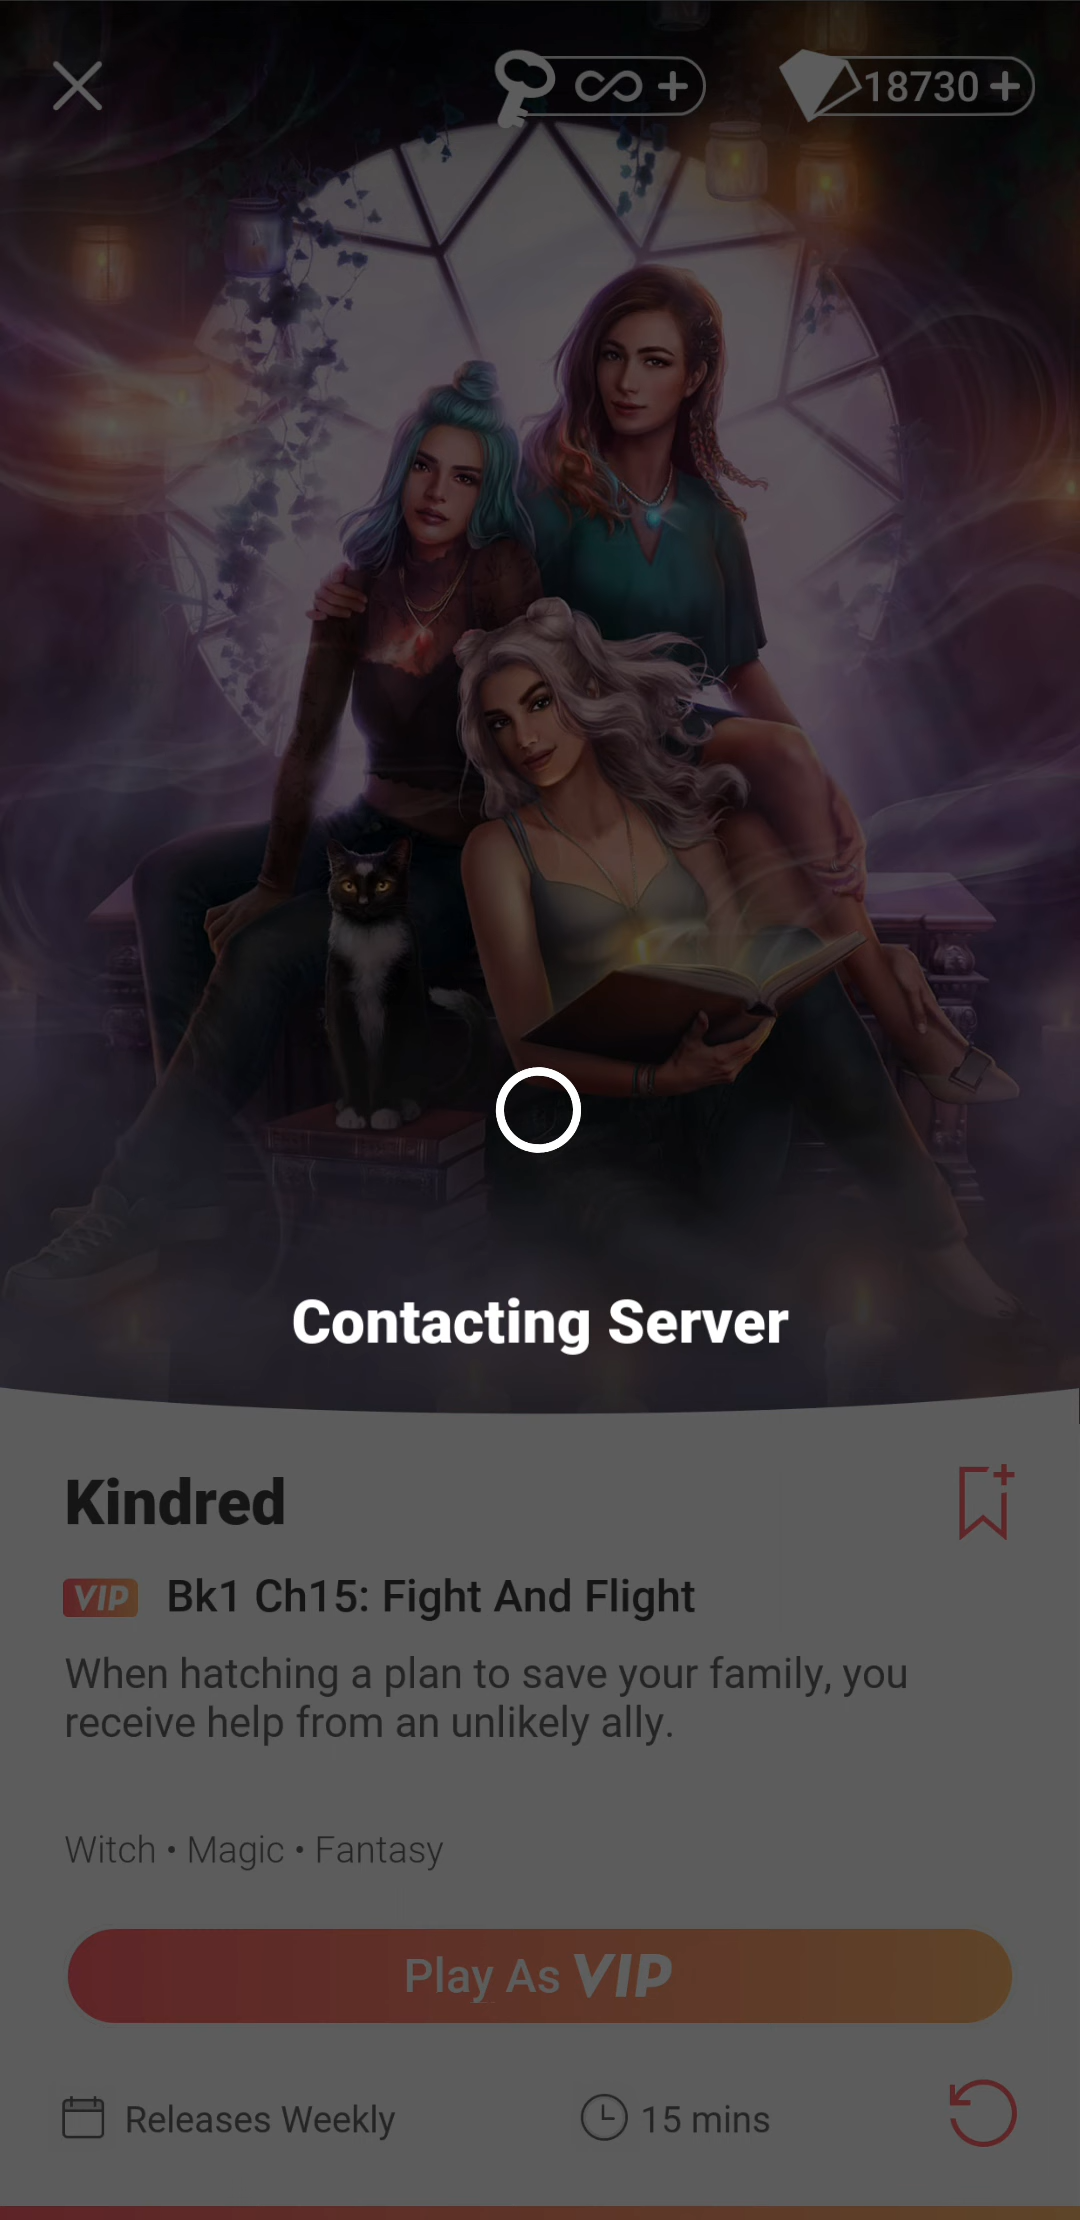 18730
Contacting Server
Kindred
VIP Bk1 Ch15: Fight And Flight
When hatching a plan to save your family, you
receive help from an unlikely ally.
Witch • Magic • Fantasy
Play As VIP
Releases Weekly 15 mins